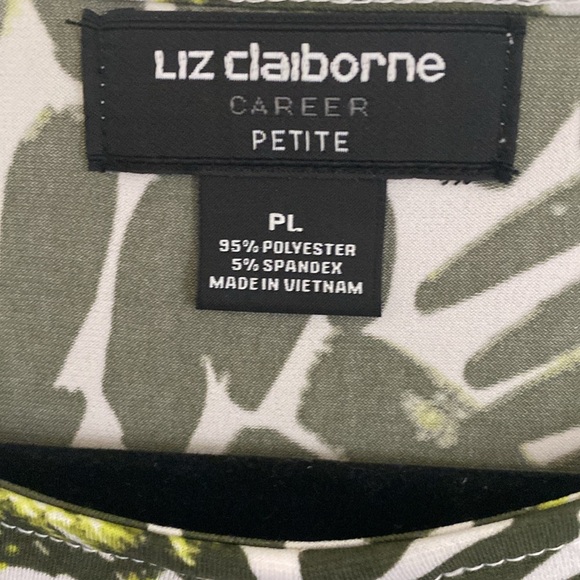 Liz claiborne
CAREER
PETITE
PL
95% POLYESTER
5% SPANDEX
MADE IN VIETNAM